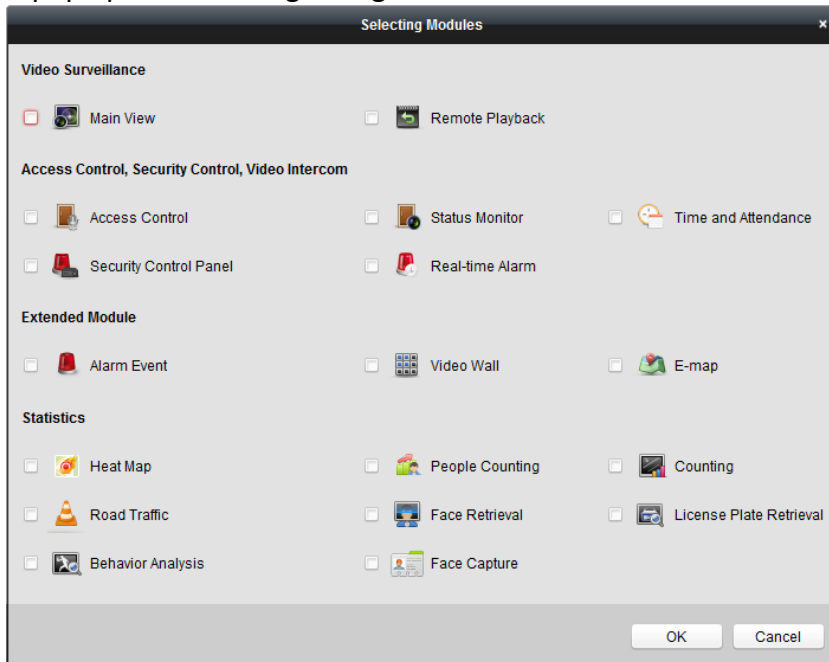 Selecting Modules
×
Video Surveillance
Main View Remote Playback
Access Control, Security Control, Video Intercom
Access Control Status Monitor Time and Attendance
Security Control Panel Real-time Alarm
Extended Module
Alarm Event Video Wall E-map
Statistics
Heat Map People Counting Counting
Road Traffic Face Retrieval License Plate Retrieval
Behavior Analysis Face Capture
OK Cancel